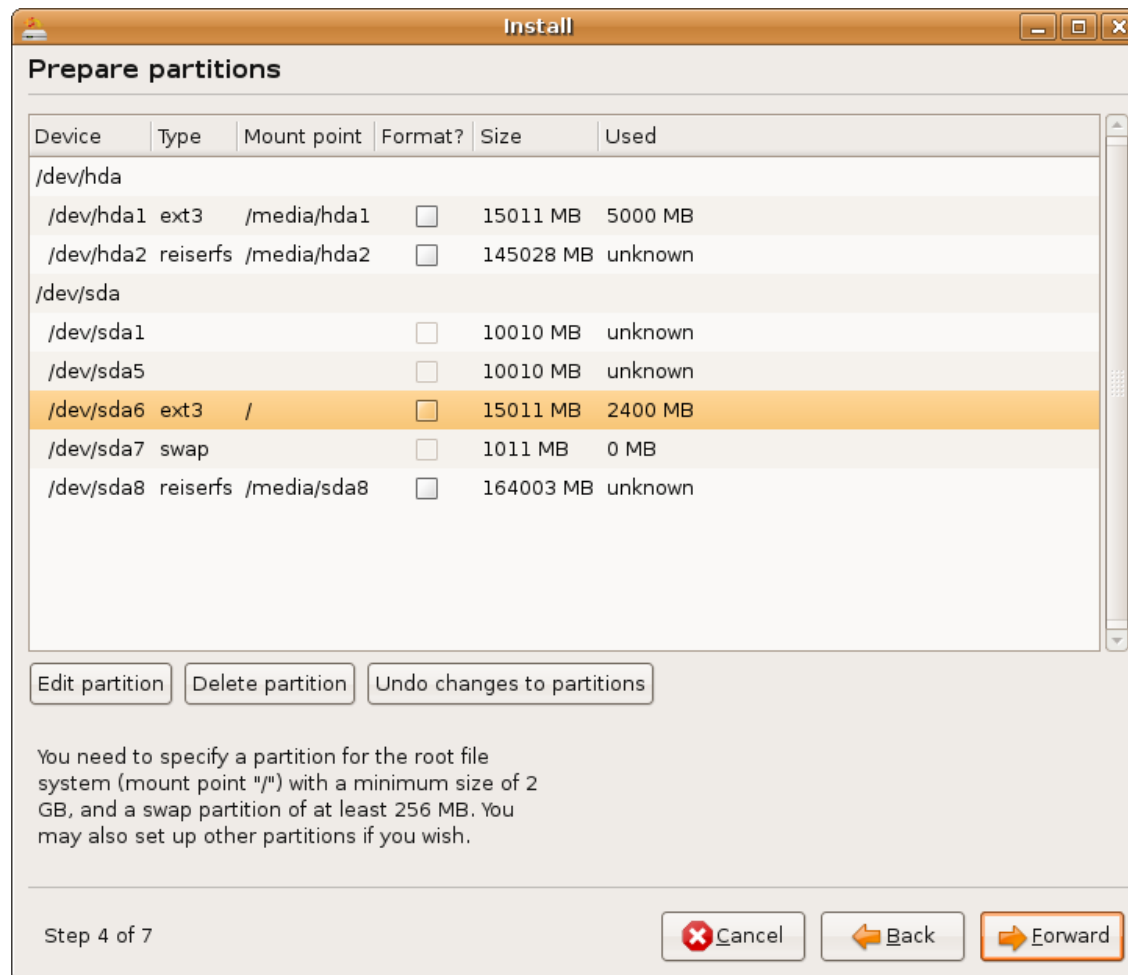 Install
Prepare partitions
Device Type Mount point Format? Size Used
/dev/hda
/dev/hda1 ext3 /media/hda1 15011 MB 5000 MB
/dev/hda2 reiserfs /media/hda2 145028 MB unknown
/dev/sda
/dev/sda1 10010 MB unknown
/dev/sda5 10010 MB unknown
/dev/sda6 ext3 / 15011 MB 2400 MB
/dev/sda7 swap 1011 MB 0 MB
/dev/sda8 reiserfs /media/sda8 164003 MB unknown
Edit partition Delete partition Undo changes to partitions
You need to specify a partition for the root file
system (mount point "/") with a minimum size of 2
GB, and a swap partition of at least 256 MB. You
may also set up other partitions if you wish.
Step 4 of 7 Cancel Back Forward